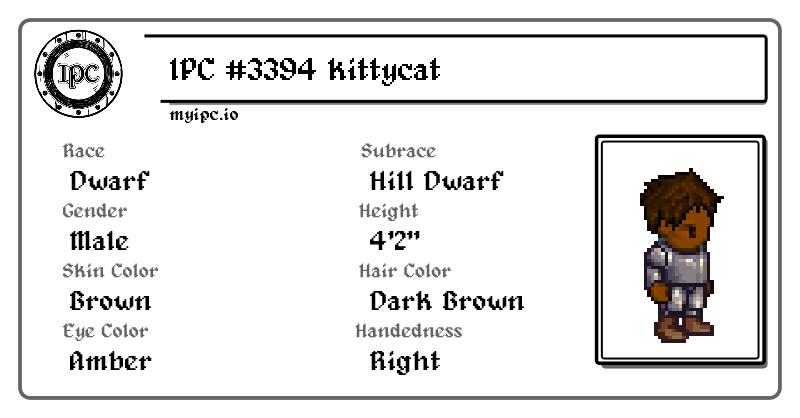 IPC
IPC #3394 Kittycat
myipc.io
Race
Subrace
Dwarf
Hill Dwarf
Gender
Height
Male
4'2"
Skin Color
Hair Color
Brown
Dark Brown
Eye Color
Handedness
Amber
Right